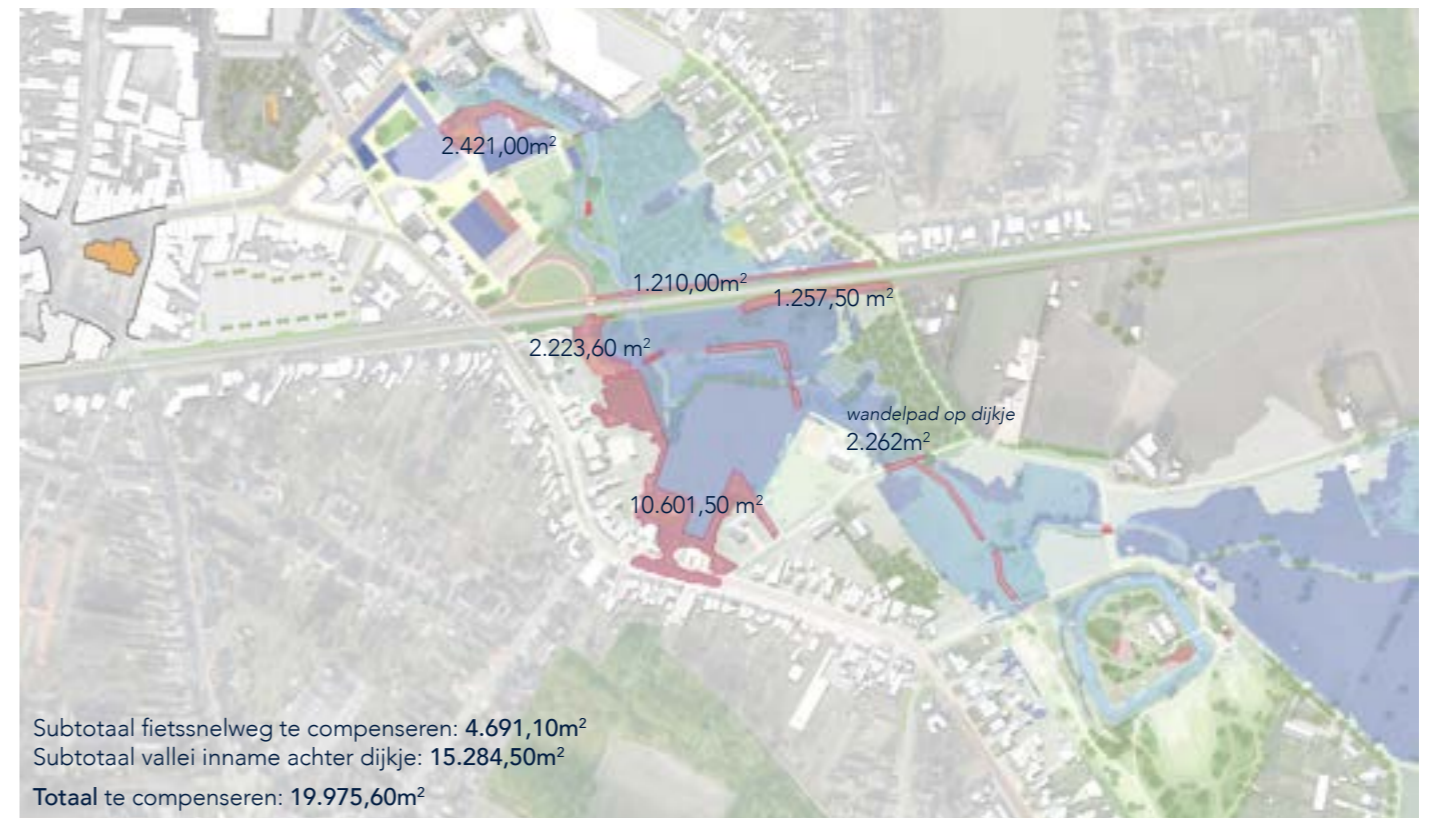 2.421,00m²
1.210,00m²
1.257,50 m²
2.223,60 m²
wandelpad op dijkje
2.262m²
10.601,50 m²
Subtotaal fietssnelweg te compenseren: 4.691,10m²
Subtotaal vallei inname achter dijkje: 15.284,50m²
Totaal te compenseren: 19.975,60m²